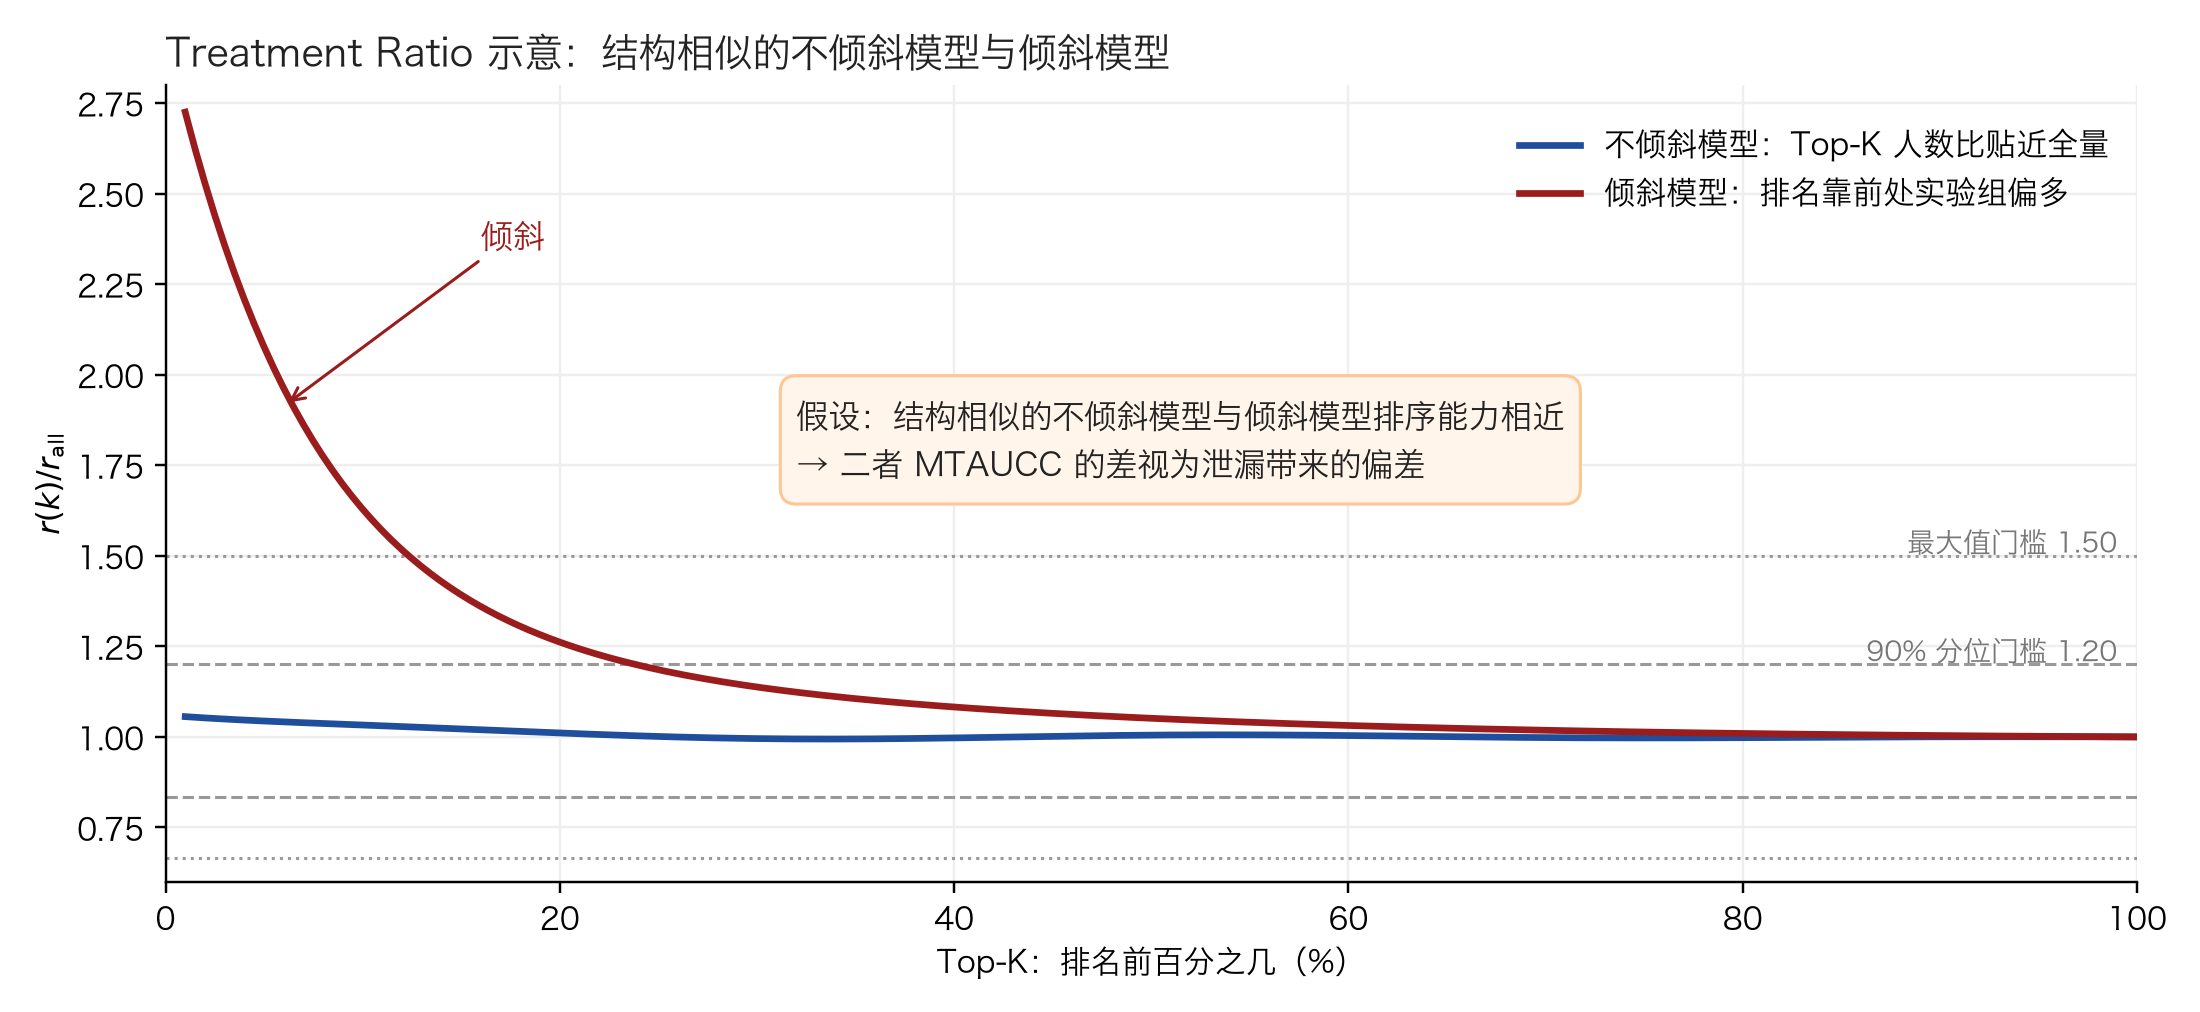 Treatment Ratio 示意：结构相似的不倾斜模型与倾斜模型
2.75
2.50
2.25
2.00
1.75
1.50
1.25
1.00
0.75
r(k)/r_all
不倾斜模型：Top-K 人数比贴近全量
倾斜模型：排名靠前处实验组偏多
倾斜
假设：结构相似的不倾斜模型与倾斜模型排序能力相近
→ 二者 MTAUCC 的差视为泄漏带来的偏差
最大值门槛 1.50
90% 分位门槛 1.20
0 20 40 60 80 100
Top-K：排名前百分之几（%）